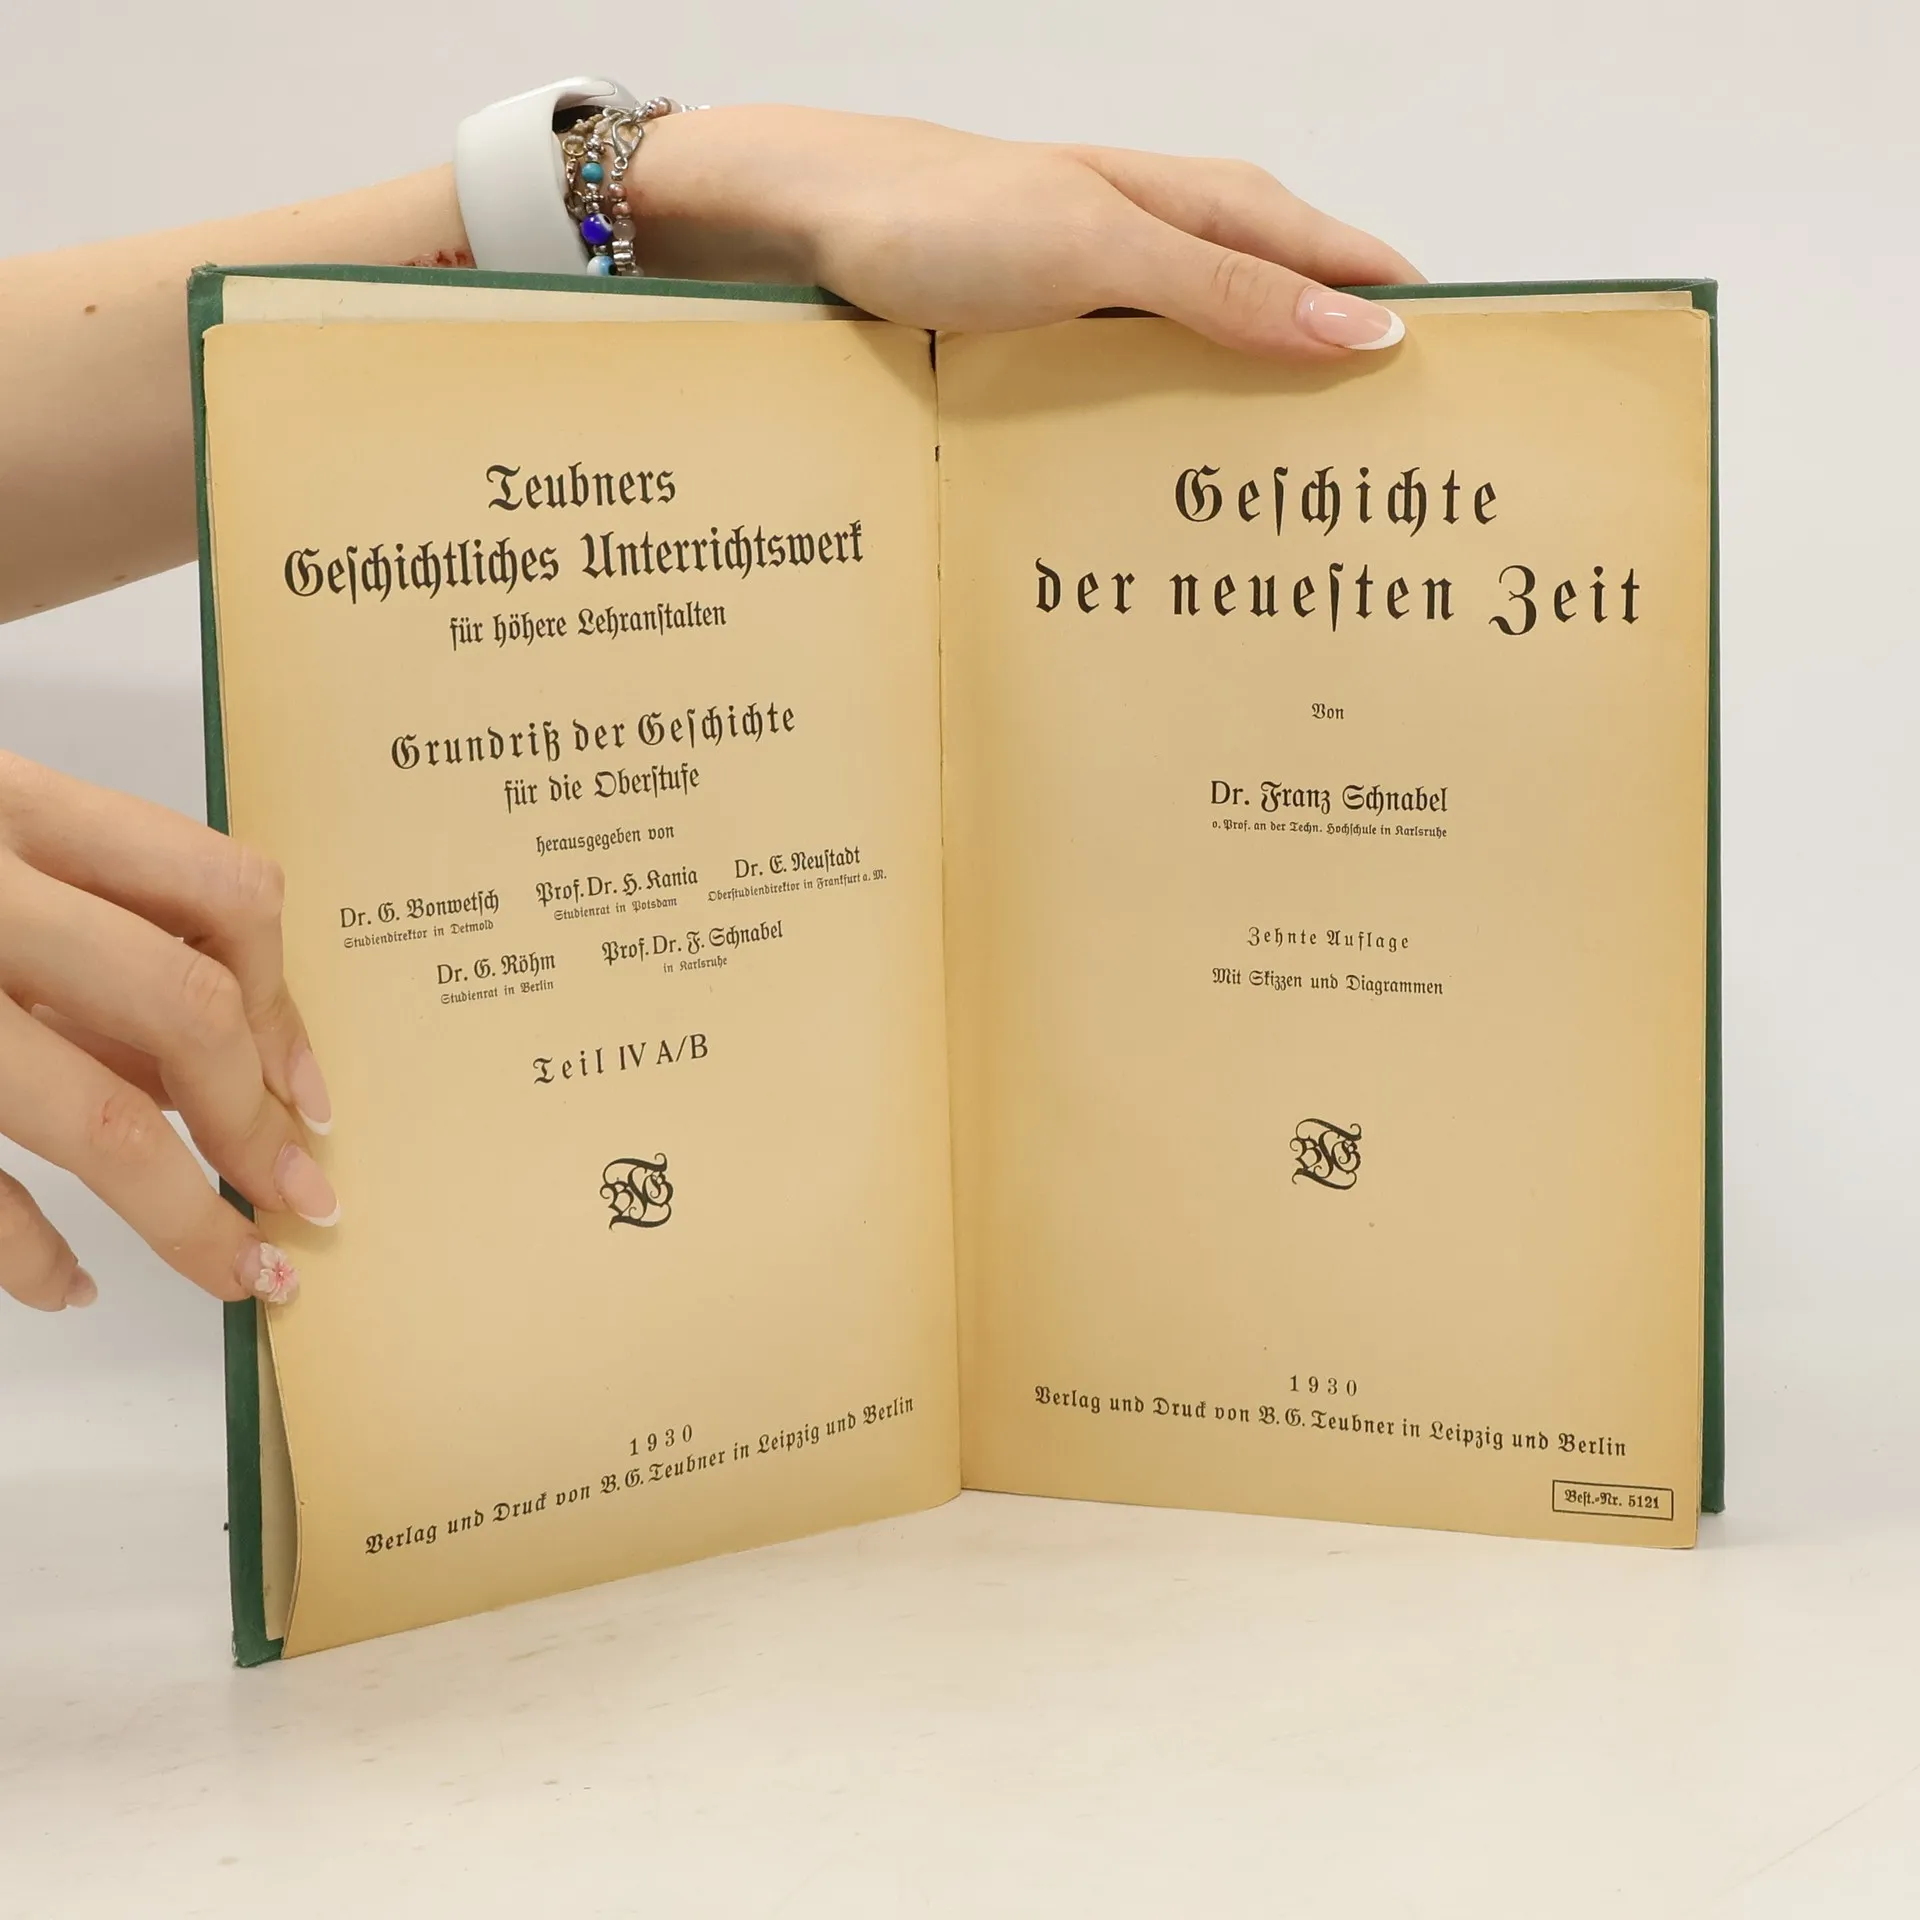 Teubners
Geſchichtliches Unterrichtswerk
für höhere Lehranſtalten
Grundriß der Geſchichte
für die Oberſtufe
herausgegeben von
Dr. G. Bonwetſch Prof. Dr. H. Kania Dr. E. Neuſtadt
Studiendirektor in Detmold Studienrat in Potsdam Oberſtudiendirektor in Frankfurt a. M.
Dr. G. Röhm Prof. Dr. F. Schnabel
Studienrat in Berlin in Karlsruhe
Teil IV A/B
BTG
1930
Verlag und Druck von B. G. Teubner in Leipzig und Berlin
Geſchichte
der neueſten Zeit
Von
Dr. Franz Schnabel
o. Prof. an der Techn. Hochſchule in Karlsruhe
Zehnte Auflage
Mit Skizzen und Diagrammen
BTG
1930
Verlag und Druck von B. G. Teubner in Leipzig und Berlin
Beſt.-Nr. 5121